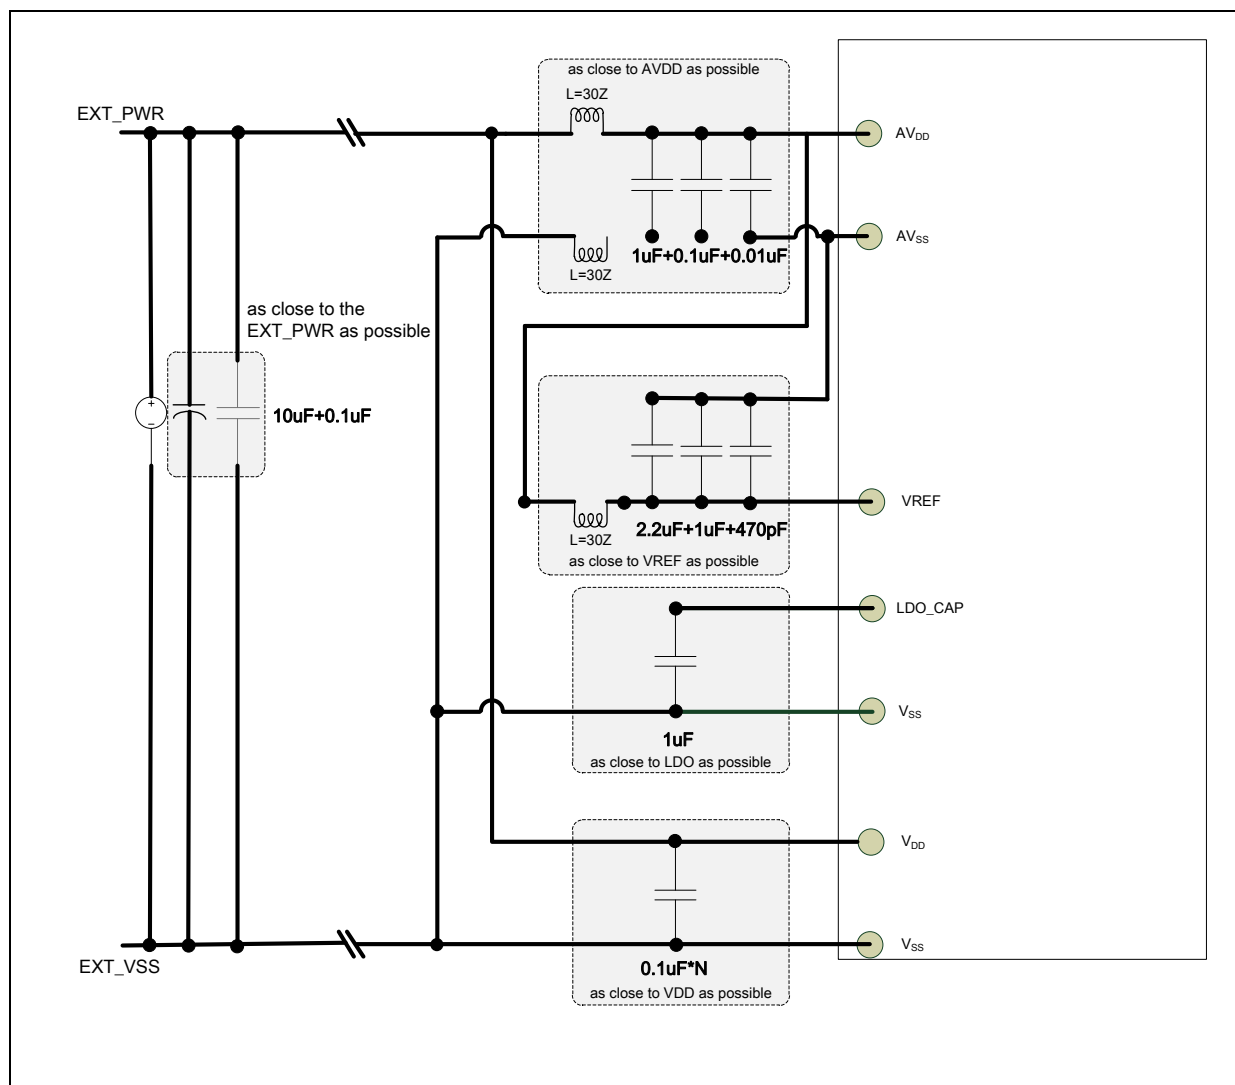 as close to AVDD as possible
L=30Z
EXT_PWR
AVDD
AVSS
1uF+0.1uF+0.01uF
L=30Z
as close to the
EXT_PWR as possible
+
−
10uF+0.1uF
VREF
2.2uF+1uF+470pF
L=30Z
as close to VREF as possible
LDO_CAP
VSS
1uF
as close to LDO as possible
VDD
VSS
EXT_VSS
0.1uF*N
as close to VDD as possible